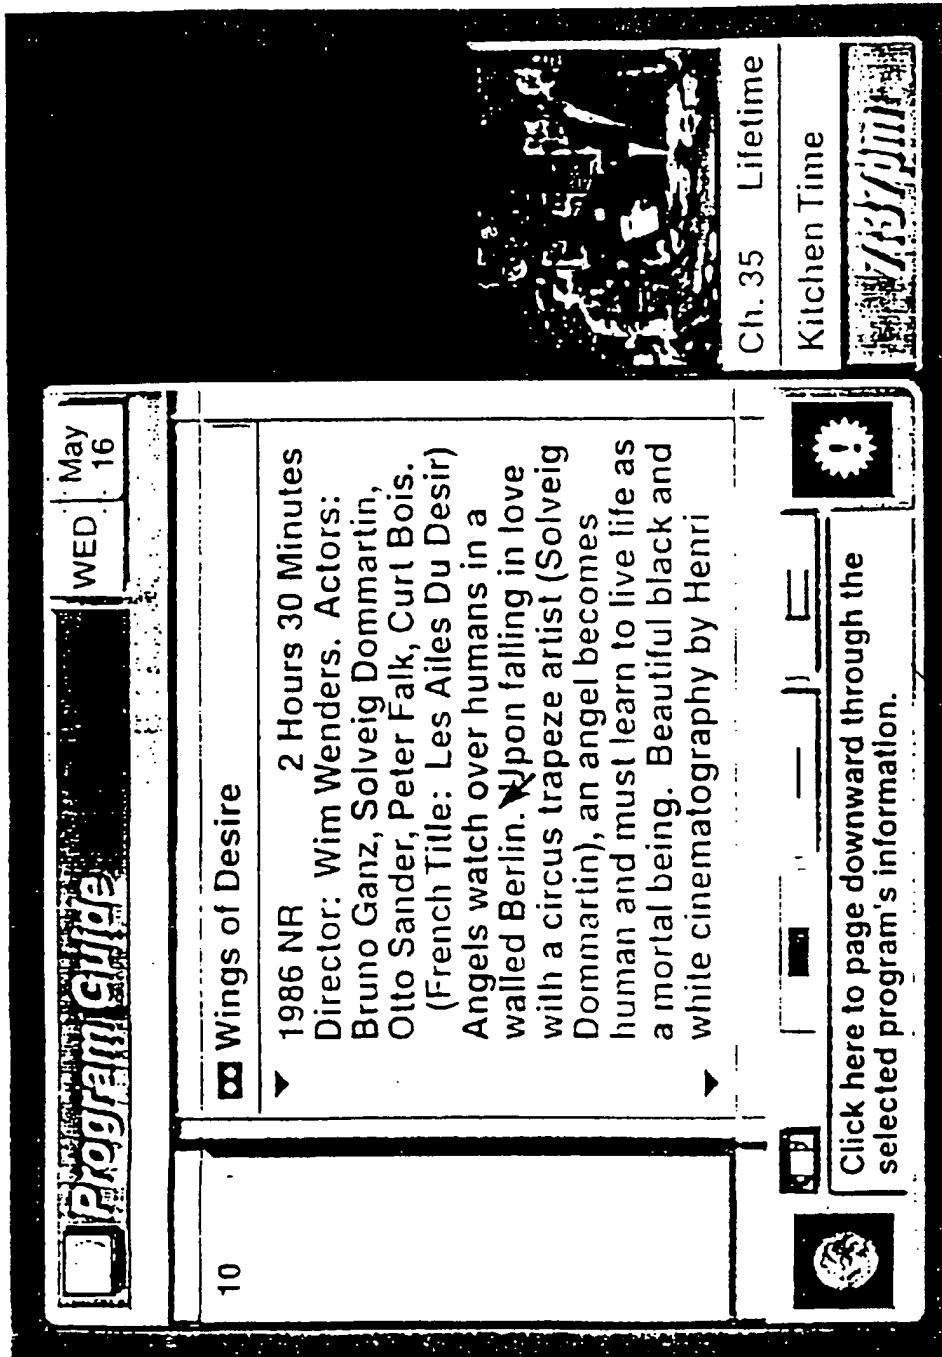 Program Guide
WED
May
16
10
Wings of Desire
1986 NR 2 Hours 30 Minutes
Director: Wim Wenders. Actors:
Bruno Ganz, Solveig Dommartin,
Otto Sander, Peter Falk, Curt Bois.
(French Title: Les Ailes Du Desir)
Angels watch over humans in a
walled Berlin. Upon falling in love
with a circus trapeze artist (Solveig
Dommartin), an angel becomes
human and must learn to live life as
a mortal being. Beautiful black and
white cinematography by Henri
!
Click here to page downward through the
selected program's information.
Ch. 35 Lifetime
Kitchen Time
7:37pm